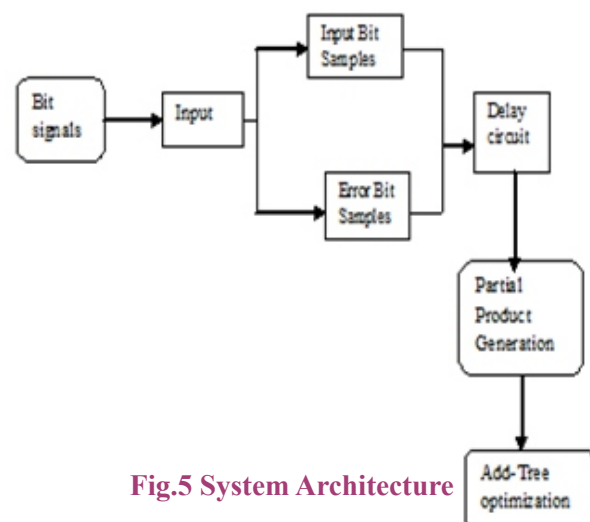 Input Bit
Samples
Bit
signals
Input
Delay
circuit
Error Bit
Samples
Partial
Product
Generation
Fig.5 System Architecture
Add-Tree
optimization